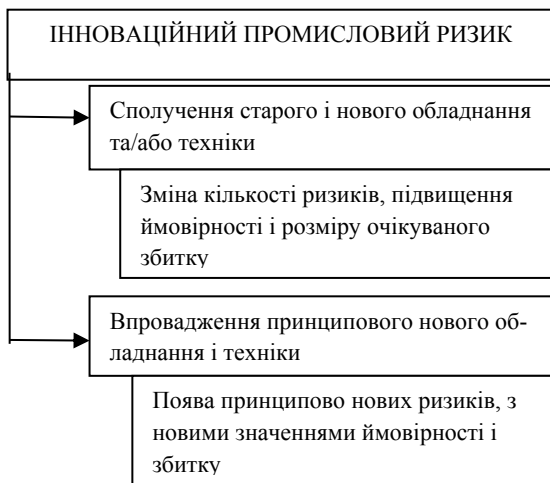 ІННОВАЦІЙНИЙ ПРОМИСЛОВИЙ РИЗИК
Сполучення старого і нового обладнання
та/або техніки
Зміна кількості ризиків, підвищення
ймовірності і розміру очікуваного
збитку
Впровадження принципового нового об-
ладнання і техніки
Поява принципово нових ризиків, з
новими значеннями ймовірності і
збитку